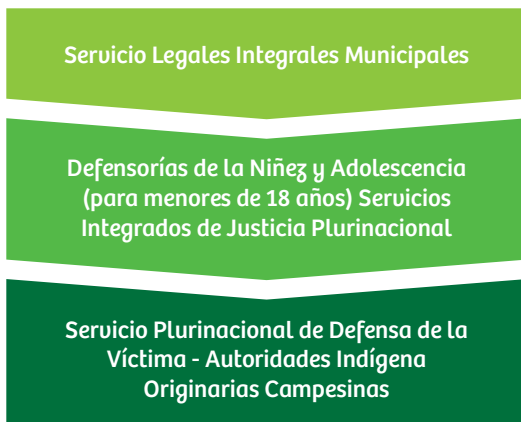 Servicio Legales Integrales Municipales
Defensorías de la Niñez y Adolescencia
(para menores de 18 años) Servicios
Integrados de Justicia Plurinacional
Servicio Plurinacional de Defensa de la
Víctima - Autoridades Indígena
Originarias Campesinas